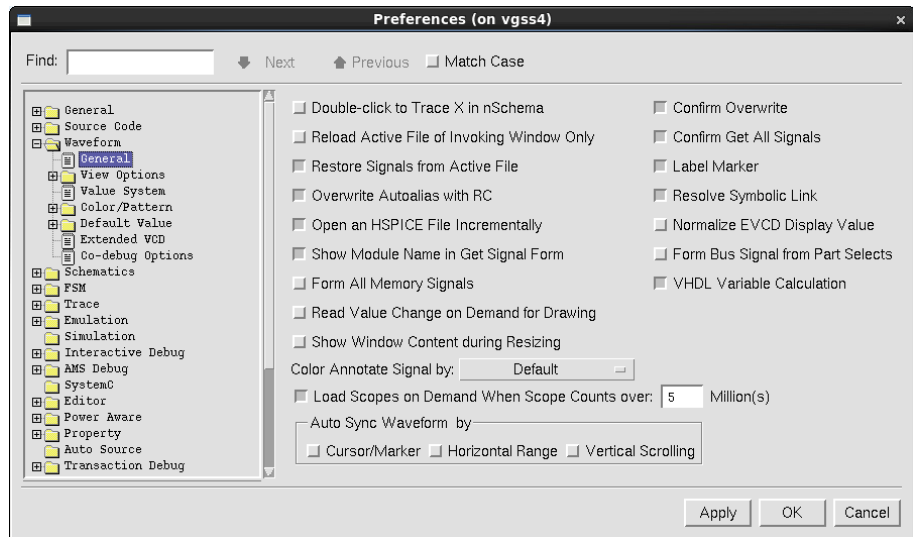 Preferences (on vgss4)
Find: Next Previous Match Case
General
Source Code
Waveform
General
View Options
Value System
Color/Pattern
Default Value
Extended VCD
Co-debug Options
Schematics
FSM
Trace
Emulation
Simulation
Interactive Debug
AMS Debug
SystemC
Editor
Power Aware
Property
Auto Source
Transaction Debug
Double-click to Trace X in nSchema
Reload Active File of Invoking Window Only
Restore Signals from Active File
Overwrite Autoalias with RC
Open an HSPICE File Incrementally
Show Module Name in Get Signal Form
Form All Memory Signals
Read Value Change on Demand for Drawing
Show Window Content during Resizing
Confirm Overwrite
Confirm Get All Signals
Label Marker
Resolve Symbolic Link
Normalize EVCD Display Value
Form Bus Signal from Part Selects
VHDL Variable Calculation
Color Annotate Signal by: Default
Load Scopes on Demand When Scope Counts over: 5 Million(s)
Auto Sync Waveform by
Cursor/Marker Horizontal Range Vertical Scrolling
Apply OK Cancel